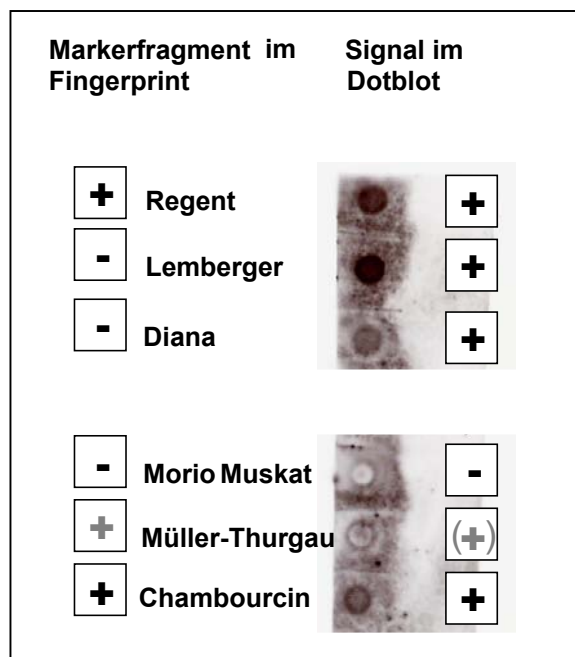 Markerfragment im Signal im
Fingerprint Dotblot
+ Regent +
- Lemberger +
- Diana +
- Morio Muskat -
+ Müller-Thurgau (+)
+ Chambourcin +